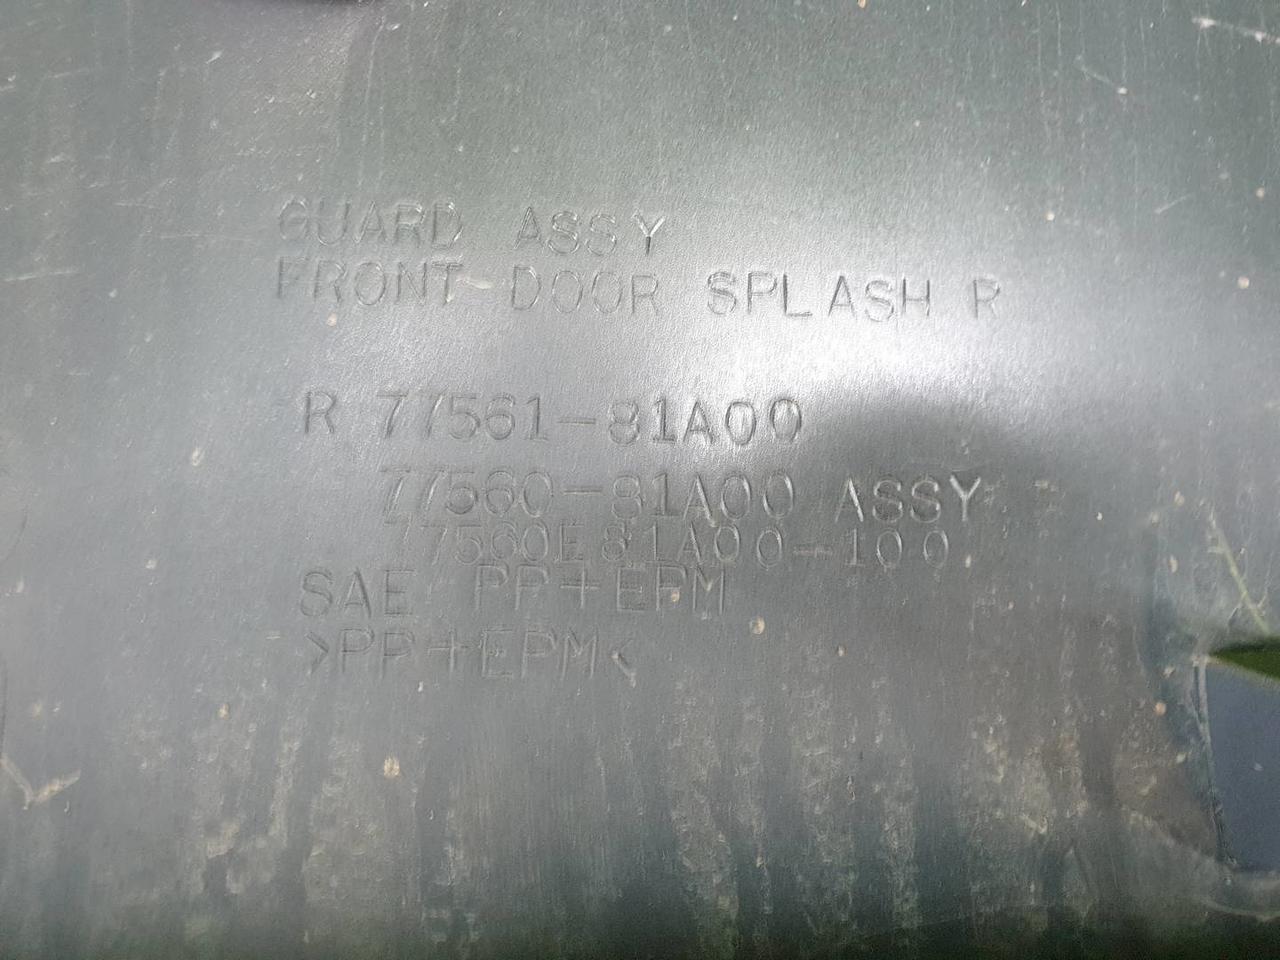 GUARD ASSY
FRONT DOOR SPLASH R
R 77561-81A00
77560-81A00 ASSY
77560E81A00-100
SAE PP+EPM
>PP+EPM<